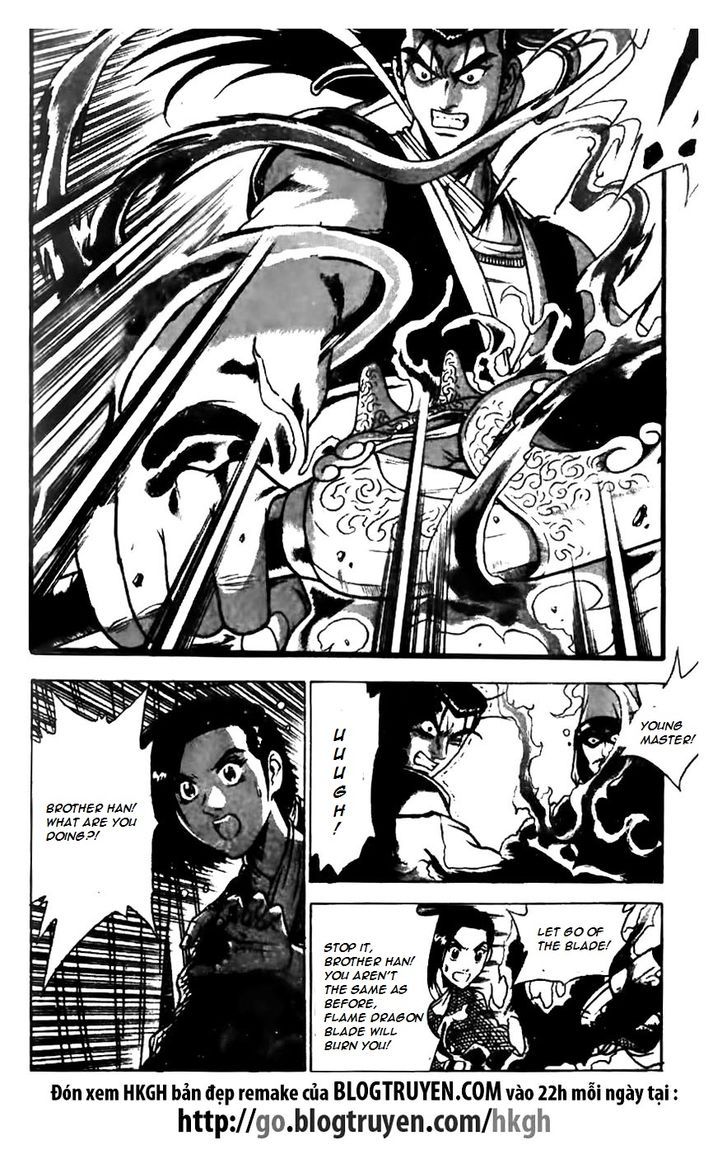 !!
YOUNG
MASTER!
U
U
U
G
H
!
BROTHER HAN!
WHAT ARE YOU
DOING?!
LET GO OF
THE BLADE!
STOP IT,
BROTHER HAN!
YOU AREN'T
THE SAME AS
BEFORE,
FLAME DRAGON
BLADE WILL
BURN YOU!
Đón xem HKGH bản đẹp remake của BLOGTRUYEN.COM vào 22h mỗi ngày tại :
http://go.blogtruyen.com/hkgh